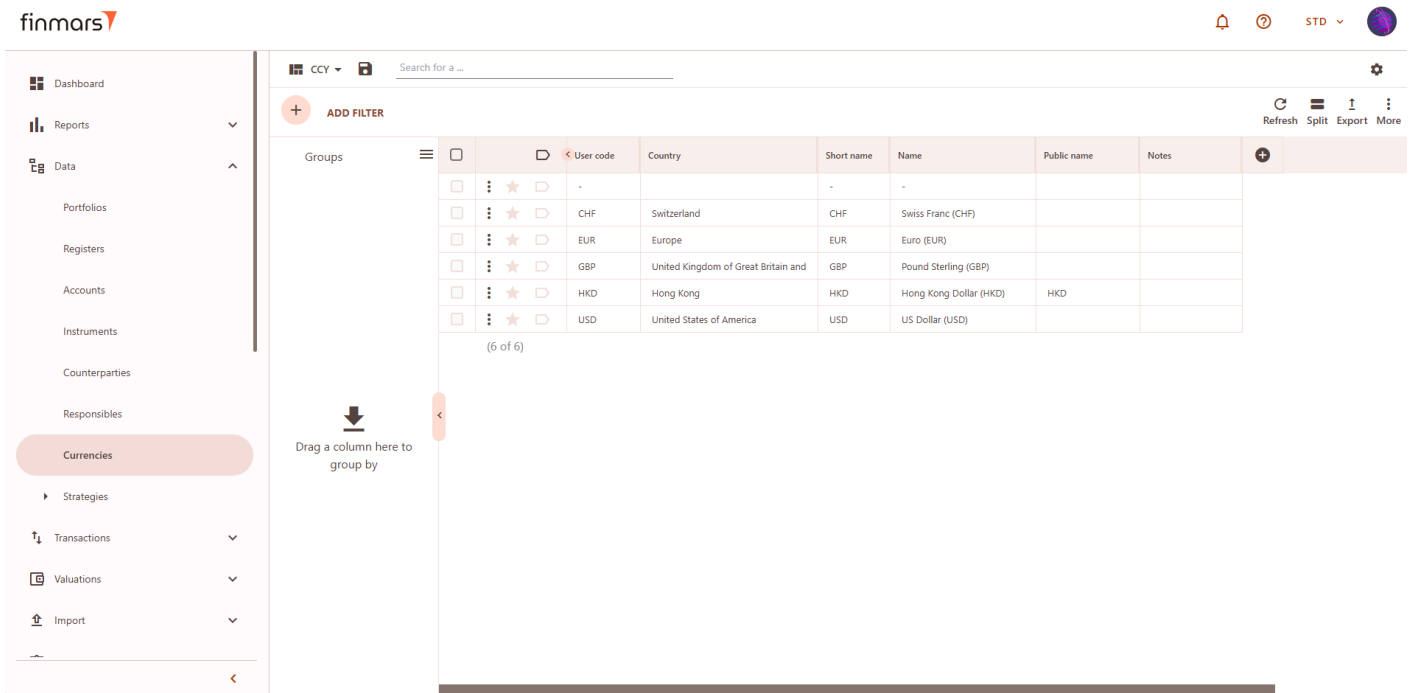 finmars
STD
Dashboard
Reports
Data
Portfolios
Registers
Accounts
Instruments
Counterparties
Responsibles
Currencies
Strategies
Transactions
Valuations
Import
CCY
Search for a ...
ADD FILTER
Refresh Split Export More
Groups
Drag a column here to
group by
User code Country Short name Name Public name Notes
- - -
CHF Switzerland CHF Swiss Franc (CHF)
EUR Europe EUR Euro (EUR)
GBP United Kingdom of Great Britain and GBP Pound Sterling (GBP)
HKD Hong Kong HKD Hong Kong Dollar (HKD) HKD
USD United States of America USD US Dollar (USD)
(6 of 6)